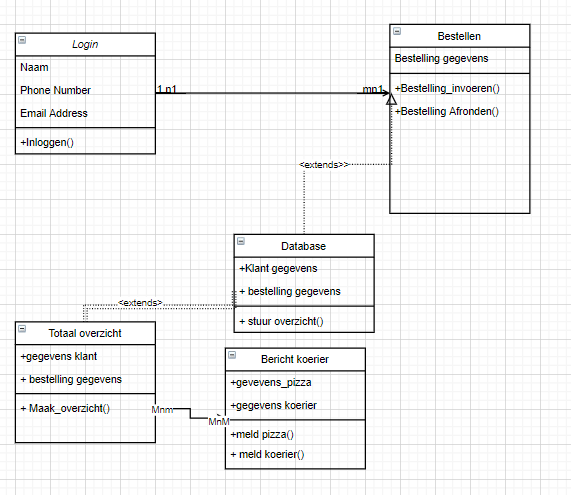 Login
Naam
Phone Number
Email Address
+Inloggen()
1 n1
mn1
Bestellen
Bestelling gegevens
+Bestelling_invoeren()
+Bestelling Afronden()
<extends>>
Database
+Klant gegevens
+ bestelling gegevens
+ stuur overzicht()
<extends>
Totaal overzicht
+gegevens klant
+ bestelling gegevens
+ Maak_overzicht()
Mnm
MnM
Bericht koerier
+gevevens_pizza
+gegevens koerier
+meld pizza()
+ meld koerier()